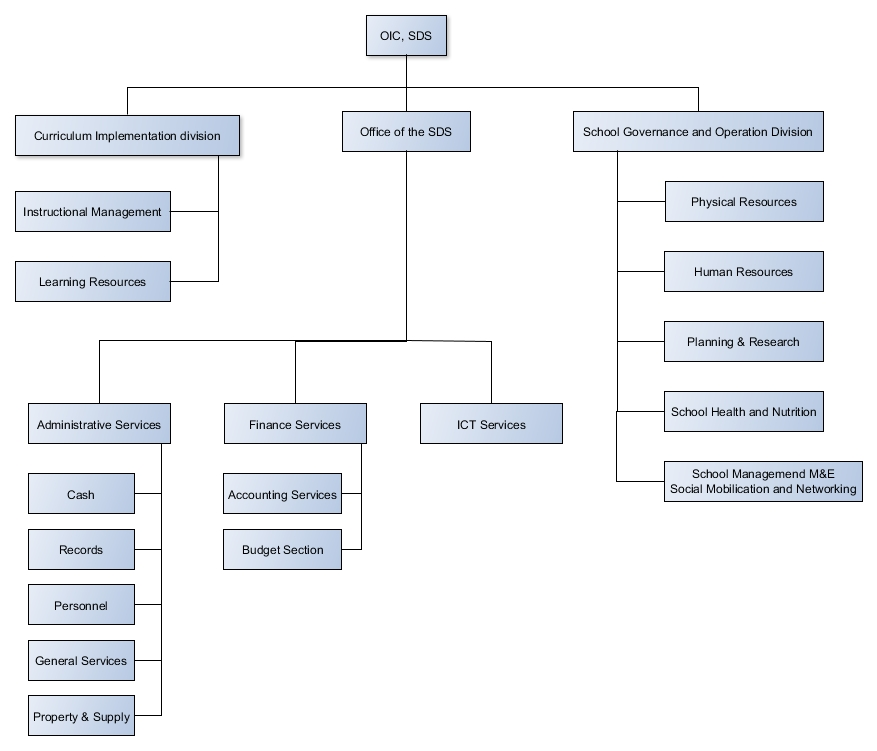 OIC, SDS
Curriculum Implementation division
Office of the SDS
School Governance and Operation Division
Instructional Management
Learning Resources
Physical Resources
Human Resources
Planning & Research
School Health and Nutrition
School Managemend M&E
Social Mobilication and Networking
Administrative Services
Finance Services
ICT Services
Cash
Records
Personnel
General Services
Property & Supply
Accounting Services
Budget Section